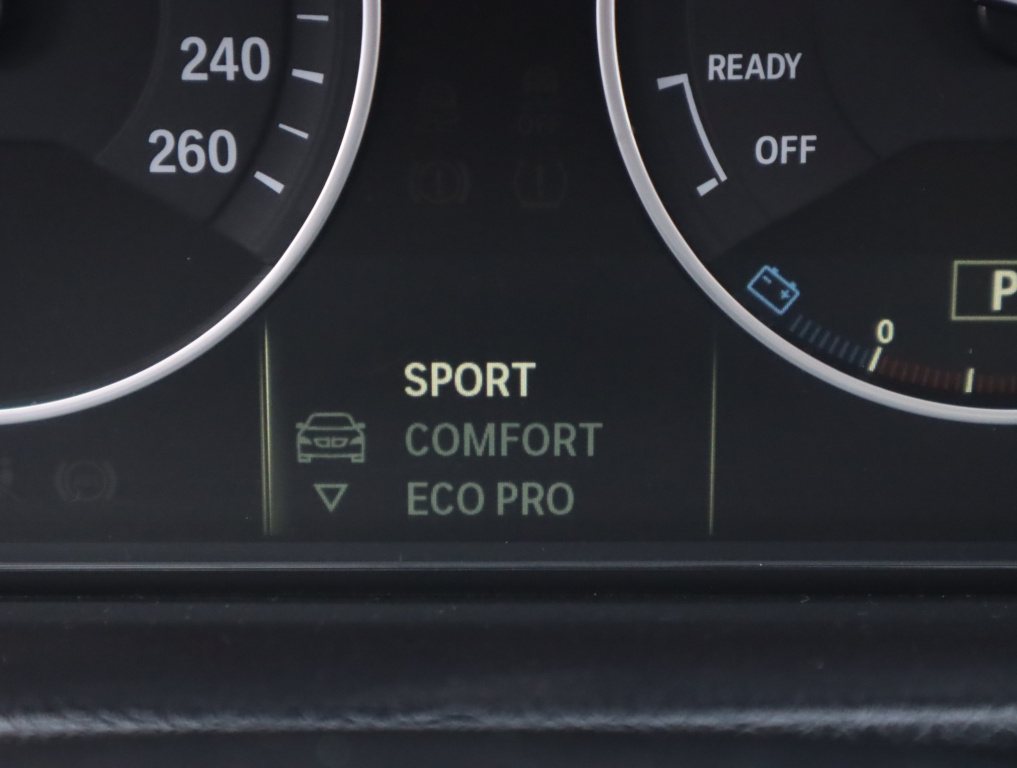 240
260
READY
OFF
P
0
SPORT
COMFORT
ECO PRO